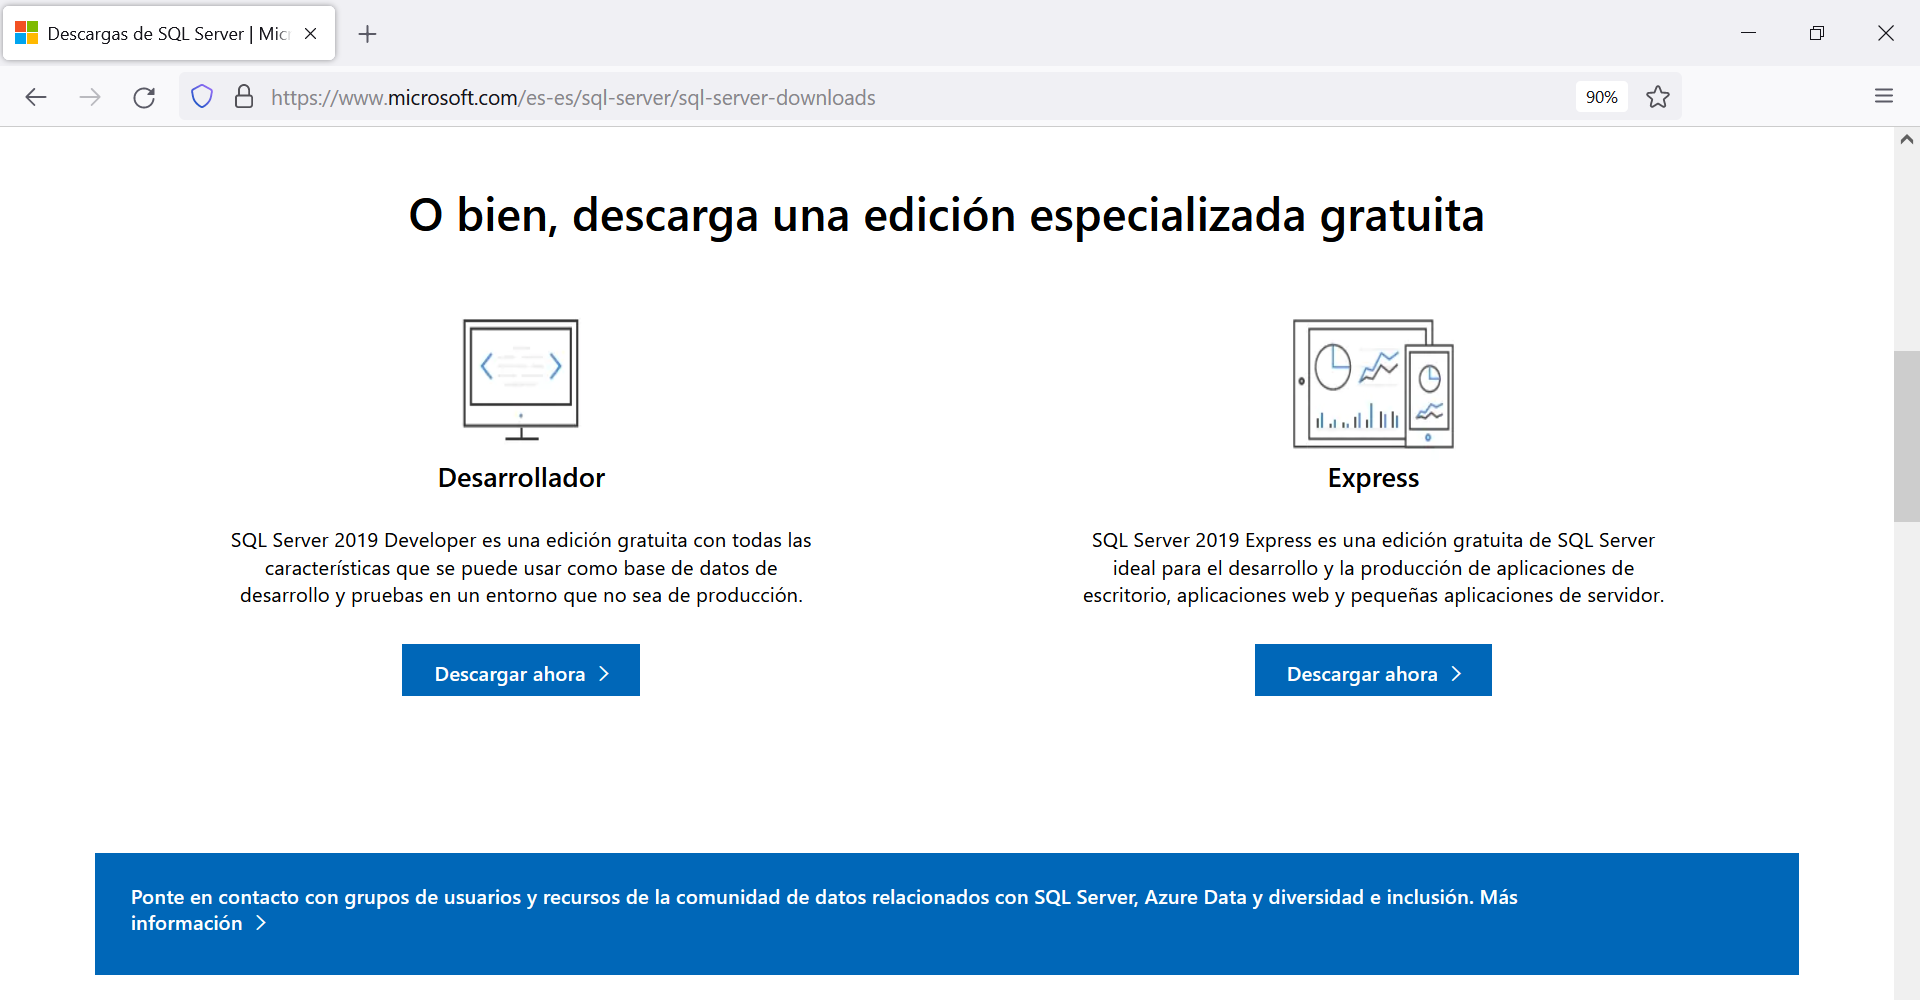 Descargas de SQL Server | Mic
https://www.microsoft.com/es-es/sql-server/sql-server-downloads
90%
O bien, descarga una edición especializada gratuita
Desarrollador
SQL Server 2019 Developer es una edición gratuita con todas las
características que se puede usar como base de datos de
desarrollo y pruebas en un entorno que no sea de producción.
Descargar ahora
Express
SQL Server 2019 Express es una edición gratuita de SQL Server
ideal para el desarrollo y la producción de aplicaciones de
escritorio, aplicaciones web y pequeñas aplicaciones de servidor.
Descargar ahora
Ponte en contacto con grupos de usuarios y recursos de la comunidad de datos relacionados con SQL Server, Azure Data y diversidad e inclusión. Más
información